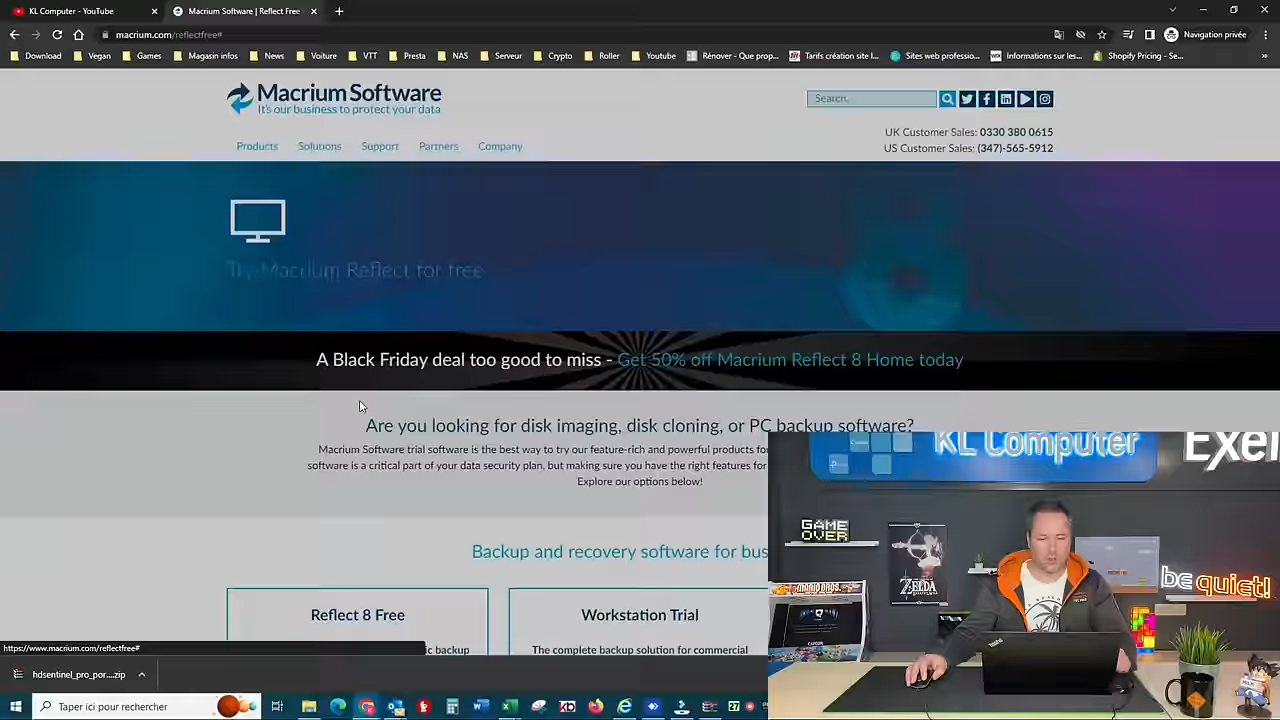 KL Computer - YouTube
Macrium Software | Reflect Free
macrium.com/reflectfree#
Navigation privée
Download
Vegan
Games
Magasin infos
News
Voiture
VTT
Presta
NAS
Serveur
Crypto
Roller
Youtube
Rénover - Que prop...
Tarifs création site I...
Sites web professio...
Informations sur les...
Shopify Pricing - Se...
Macrium Software
It's our business to protect your data
Search.
UK Customer Sales: 0330 380 0615
US Customer Sales: (347)-565-5912
Products
Solutions
Support
Partners
Company
Try Macrium Reflect for free
A Black Friday deal too good to miss - Get 50% off Macrium Reflect 8 Home today
Are you looking for disk imaging, disk cloning, or PC backup software?
Macrium Software trial software is the best way to try our feature-rich and powerful products fo
software is a critical part of your data security plan, but making sure you have the right features for
Explore our options below!
Backup and recovery software for bus
Reflect 8 Free
Workstation Trial
ic backup
The complete backup solution for commercial
https://www.macrium.com/reflectfree#
hdsentinel_pro_por....zip
Taper ici pour rechercher
27
KL Computer
Exel
GAME
OVER
ZELDA
be quiet!
MARIO BROS.
CAPCOM